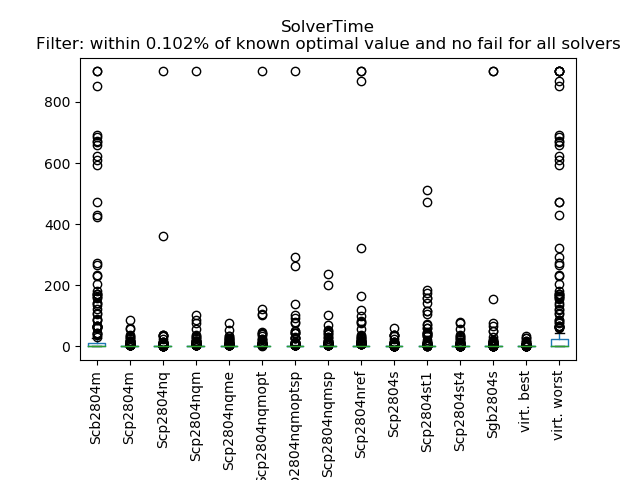 SolverTime
Filter: within 0.102% of known optimal value and no fail for all solvers
800
600
400
200
0
Scb2804m
Scp2804m
Scp2804nq
Scp2804nqm
Scp2804nqme
Scp2804nqmopt
p2804nqmoptsp
Scp2804nqmsp
Scp2804nref
Scp2804s
Scp2804st1
Scp2804st4
Sgb2804s
virt. best
virt. worst